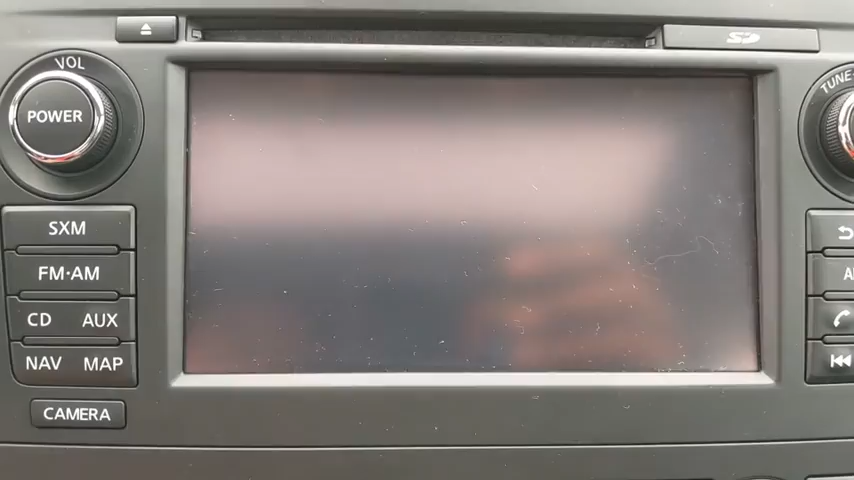 VOL
SD
TUNE
POWER
SXM
FM·AM
CD AUX
NAV MAP
CAMERA